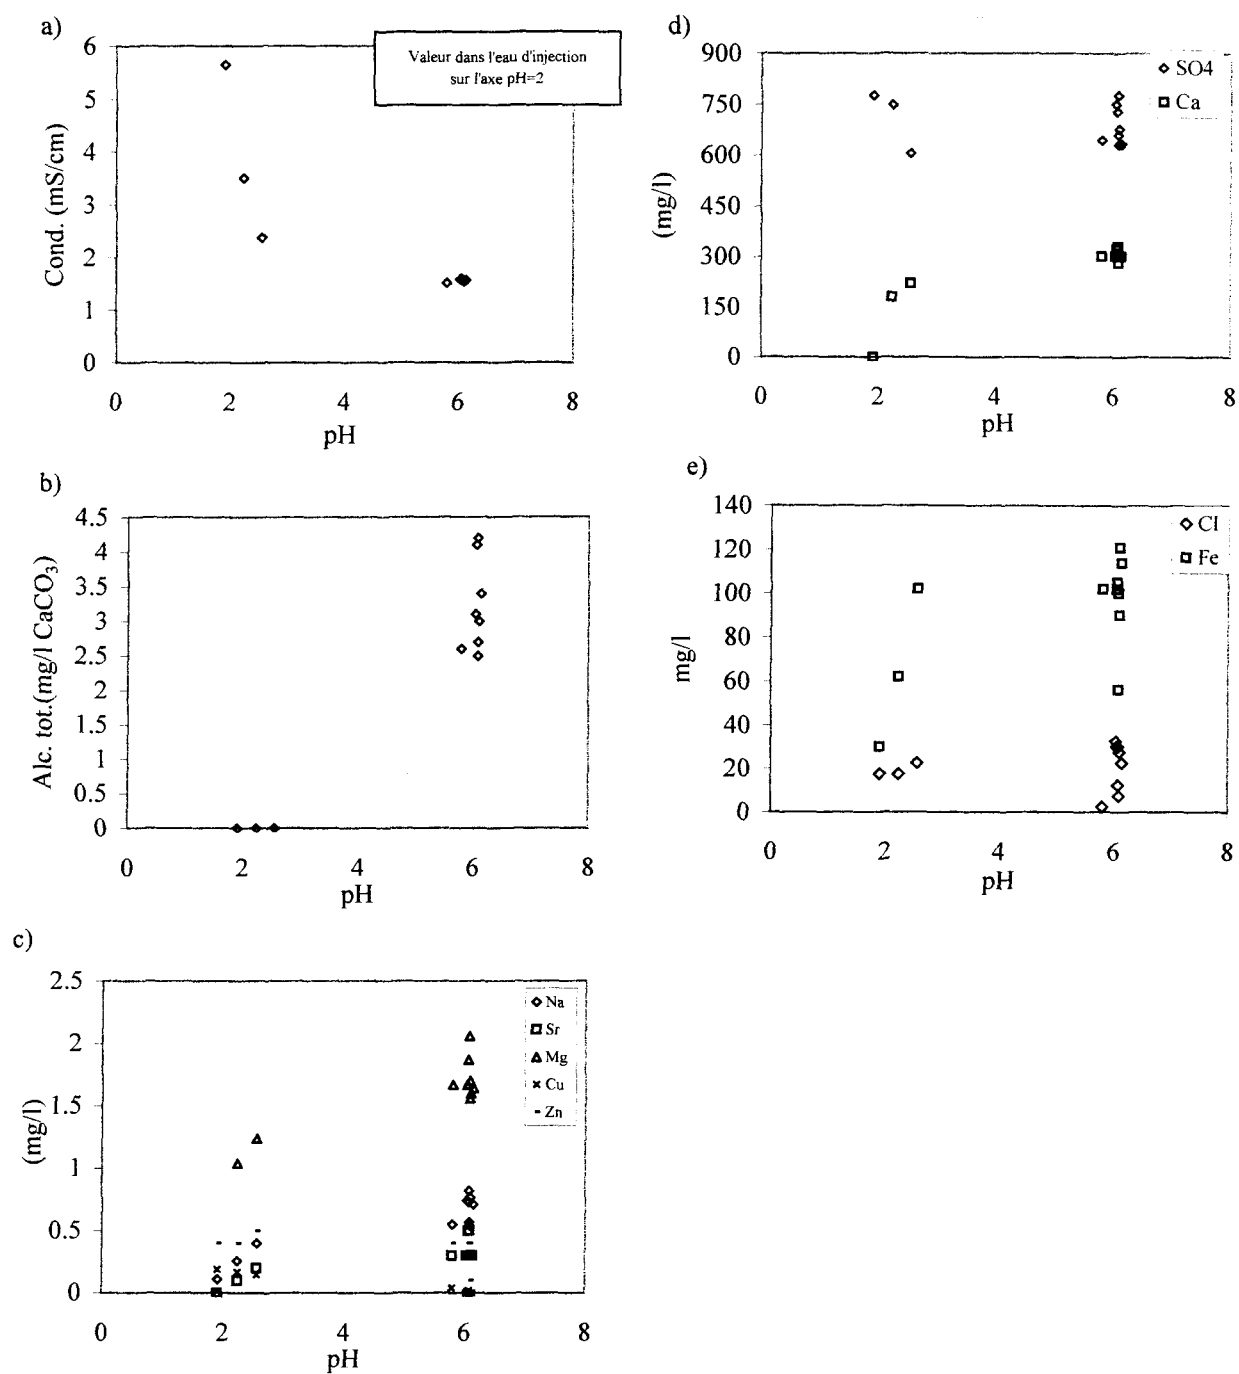 a)
Valeur dans l'eau d'injection
sur l'axe pH=2
Cond. (mS/cm)
6
5
4
3
2
1
0
0 2 4 6 8
pH
b)
Alc. tot.(mg/l CaCO3)
4.5
4
3.5
3
2.5
2
1.5
1
0.5
0
0 2 4 6 8
pH
c)
(mg/l)
2.5
2
1.5
1
0.5
0
0 2 4 6 8
pH
Na
Sr
Mg
Cu
Zn
d)
(mg/l)
900
750
600
450
300
150
0
0 2 4 6 8
pH
SO4
Ca
e)
mg/l
140
120
100
80
60
40
20
0
0 2 4 6 8
pH
Cl
Fe